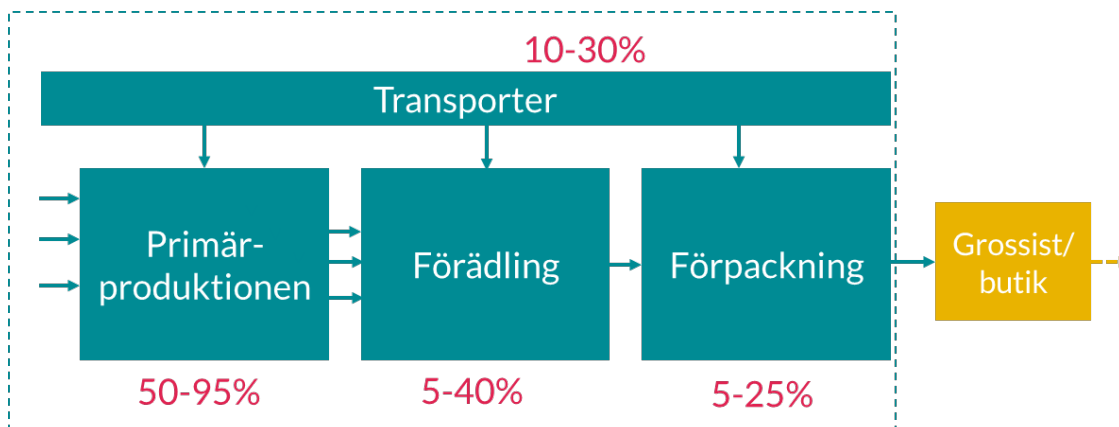 10-30%
Transporter
Primär-
produktionen
Förädling
Förpackning
Grossist/
butik
50-95%
5-40%
5-25%